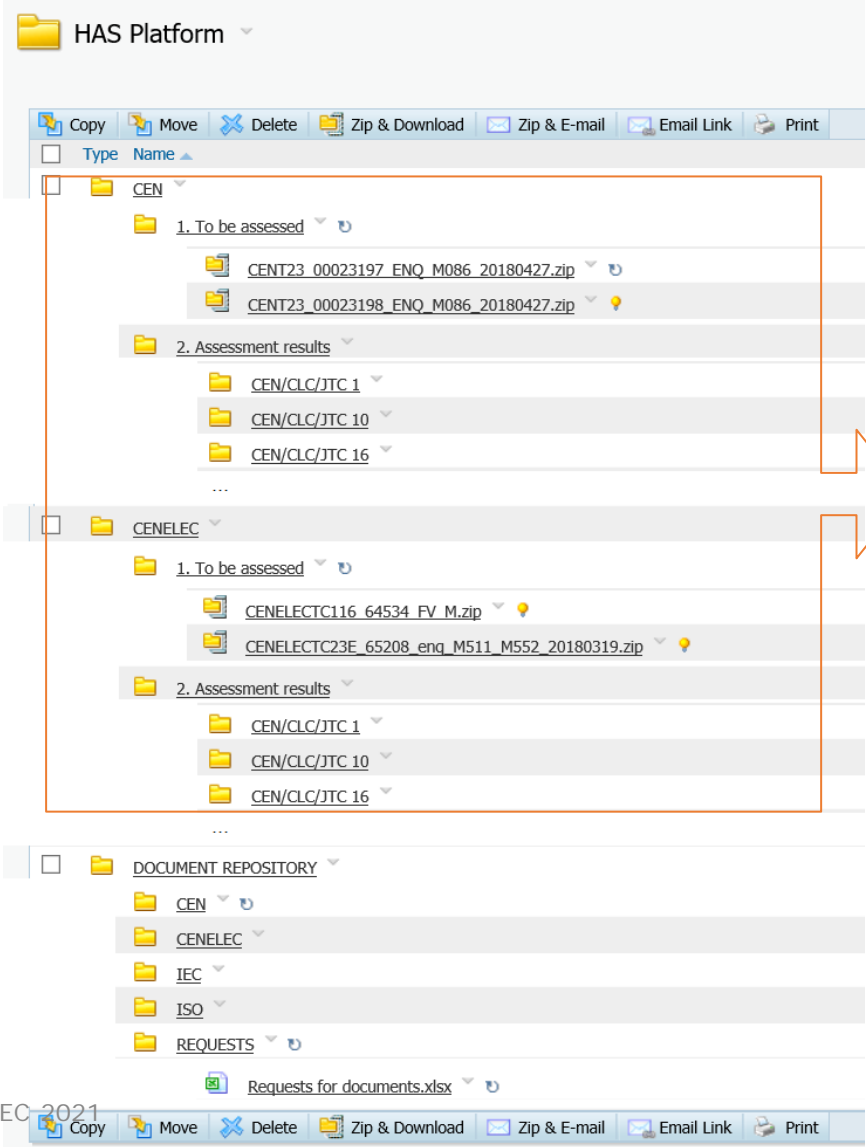 HAS Platform
Copy Move Delete Zip & Download Zip & E-mail Email Link Print
Type Name
CEN
1. To be assessed
CENT23_00023197_ENQ_M086_20180427.zip
CENT23_00023198_ENQ_M086_20180427.zip
2. Assessment results
CEN/CLC/JTC 1
CEN/CLC/JTC 10
CEN/CLC/JTC 16
...
CENELEC
1. To be assessed
CENELECTC116_64534_FV_M.zip
CENELECTC23E_65208_enq_M511_M552_20180319.zip
2. Assessment results
CEN/CLC/JTC 1
CEN/CLC/JTC 10
CEN/CLC/JTC 16
...
DOCUMENT REPOSITORY
CEN
CENELEC
IEC
ISO
REQUESTS
Requests for documents.xlsx
EC 2021
Copy Move Delete Zip & Download Zip & E-mail Email Link Print